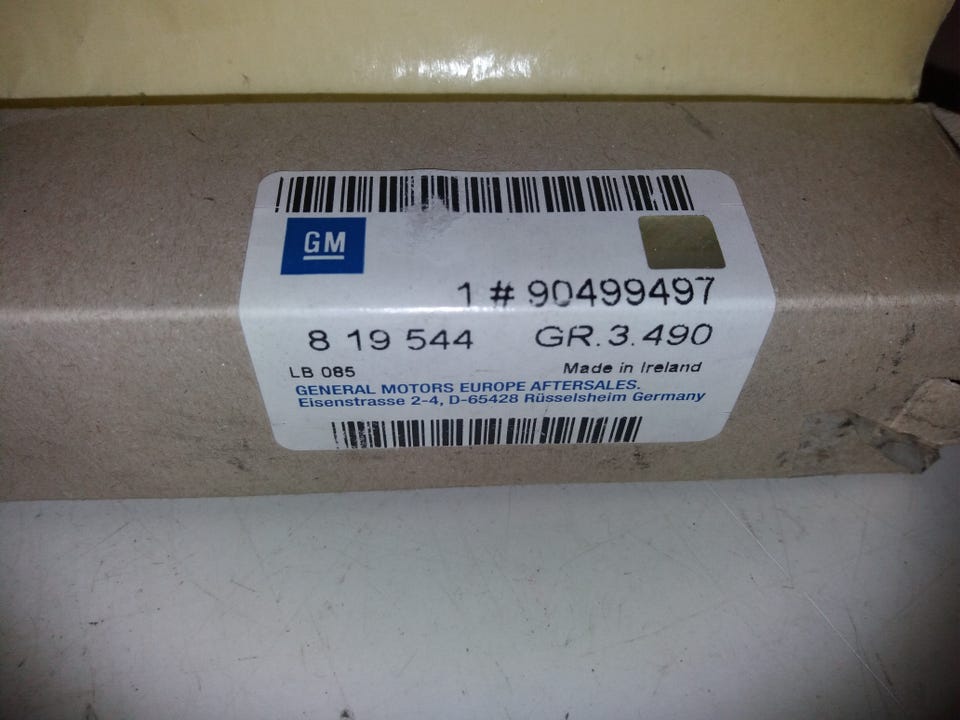 GM
1 # 90499497
8 19 544 GR.3.490
LB 085 Made in Ireland
GENERAL MOTORS EUROPE AFTERSALES.
Eisenstrasse 2-4, D-65428 Rüsselsheim Germany